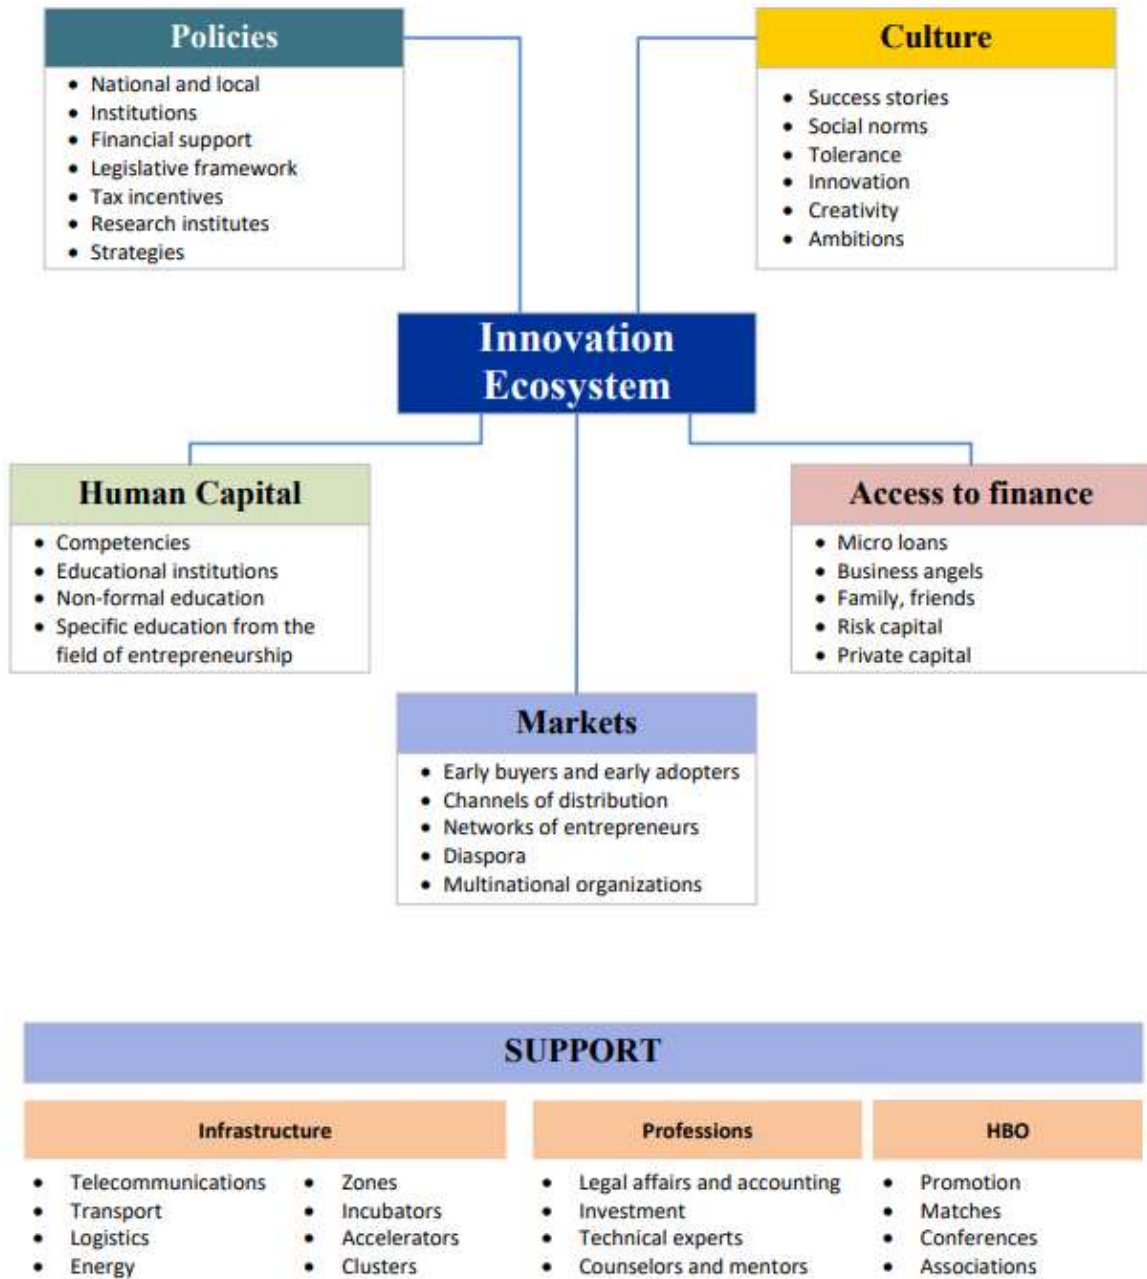 Policies
• National and local
• Institutions
• Financial support
• Legislative framework
• Tax incentives
• Research institutes
• Strategies
Culture
• Success stories
• Social norms
• Tolerance
• Innovation
• Creativity
• Ambitions
Innovation
Ecosystem
Human Capital
• Competencies
• Educational institutions
• Non-formal education
• Specific education from the
field of entrepreneurship
Access to finance
• Micro loans
• Business angels
• Family, friends
• Risk capital
• Private capital
Markets
• Early buyers and early adopters
• Channels of distribution
• Networks of entrepreneurs
• Diaspora
• Multinational organizations
SUPPORT
Infrastructure
• Telecommunications
• Transport
• Logistics
• Energy
• Zones
• Incubators
• Accelerators
• Clusters
Professions
• Legal affairs and accounting
• Investment
• Technical experts
• Counselors and mentors
HBO
• Promotion
• Matches
• Conferences
• Associations